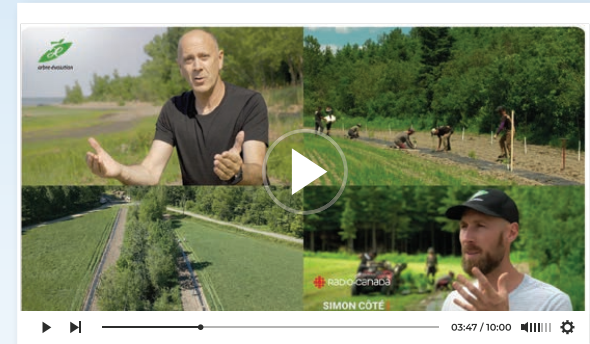 arbre-évolution
RADIO-CANADA
SIMON CÔTÉ
03:47 / 10:00